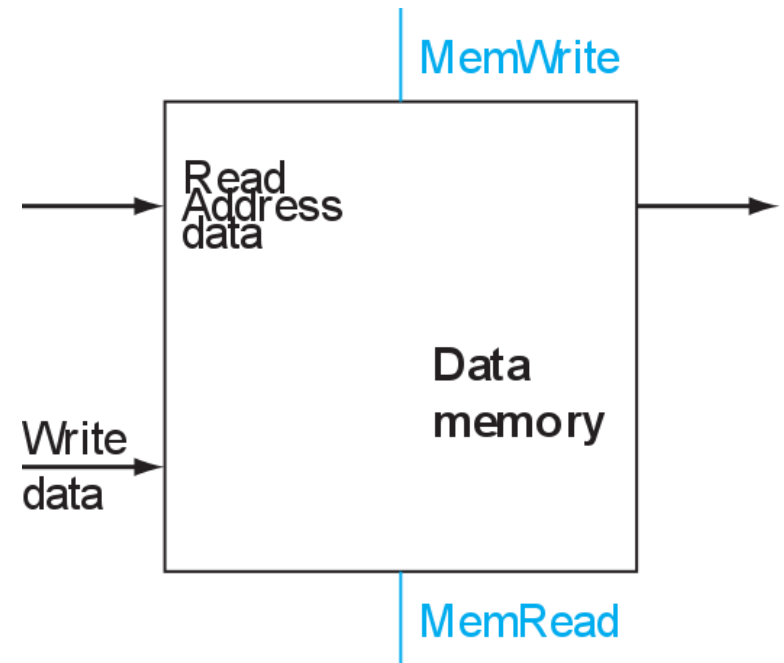 MemWrite
Read
Address
data
Data
memory
Write
data
MemRead